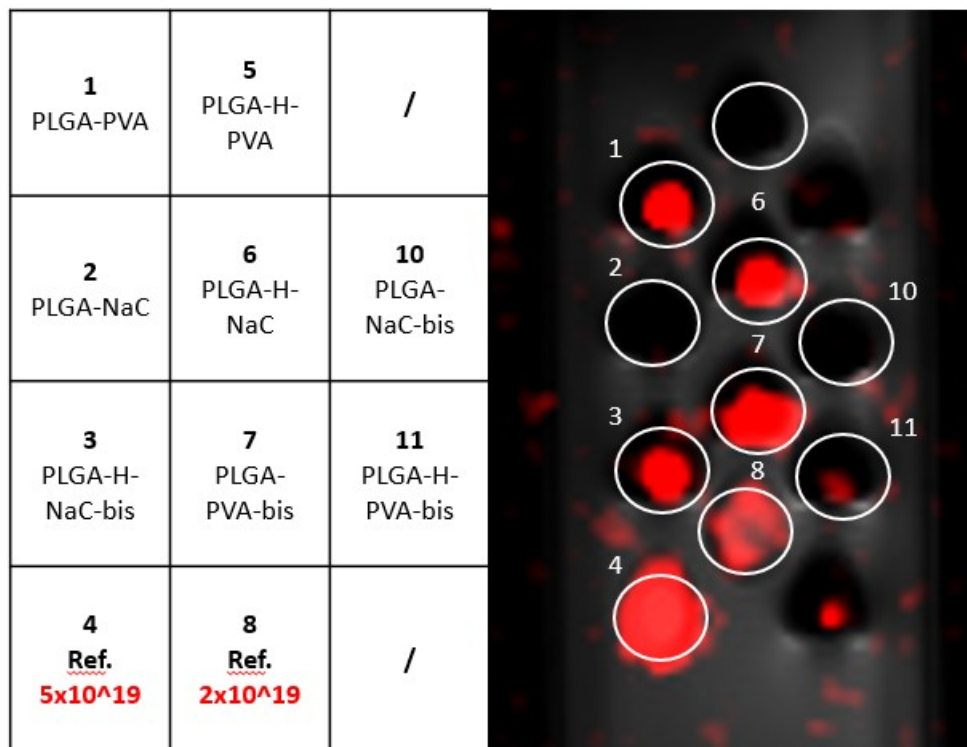 1
PLGA-PVA
5
PLGA-H-
PVA
/
2
PLGA-NaC
6
PLGA-H-
NaC
10
PLGA-
NaC-bis
3
PLGA-H-
NaC-bis
7
PLGA-
PVA-bis
11
PLGA-H-
PVA-bis
4
Ref.
5x10^19
8
Ref.
2x10^19
/
1
6
2
10
7
3
11
8
4